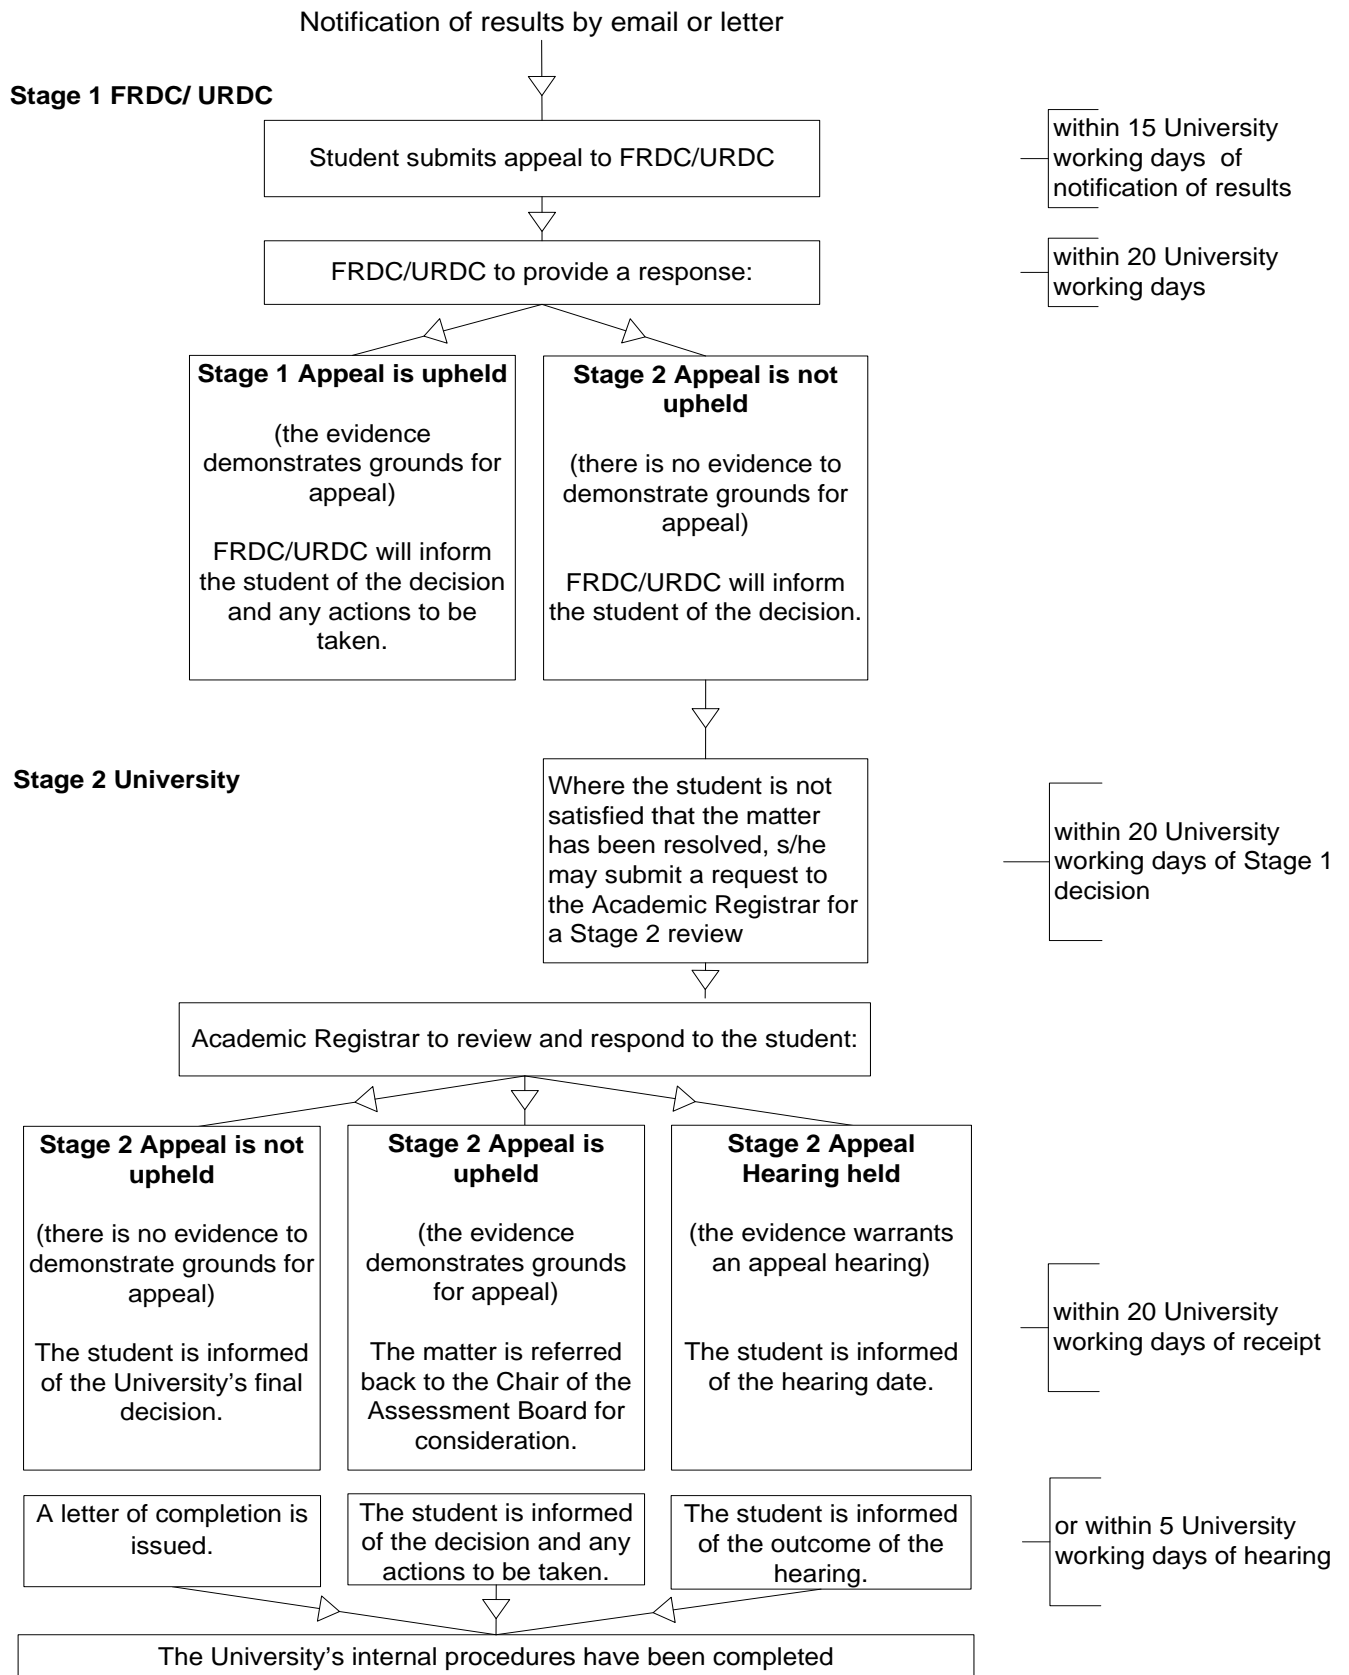 Notification of results by email or letter
Stage 1 FRDC/ URDC
Student submits appeal to FRDC/URDC
within 15 University
working days of
notification of results
FRDC/URDC to provide a response:
within 20 University
working days
Stage 1 Appeal is upheld
(the evidence
demonstrates grounds for
appeal)
FRDC/URDC will inform
the student of the decision
and any actions to be
taken.
Stage 2 Appeal is not
upheld
(there is no evidence to
demonstrate grounds for
appeal)
FRDC/URDC will inform
the student of the decision.
Stage 2 University
Where the student is not
satisfied that the matter
has been resolved, s/he
may submit a request to
the Academic Registrar for
a Stage 2 review
within 20 University
working days of Stage 1
decision
Academic Registrar to review and respond to the student:
Stage 2 Appeal is not
upheld
(there is no evidence to
demonstrate grounds for
appeal)
The student is informed
of the University’s final
decision.
Stage 2 Appeal is
upheld
(the evidence
demonstrates grounds
for appeal)
The matter is referred
back to the Chair of the
Assessment Board for
consideration.
Stage 2 Appeal
Hearing held
(the evidence warrants
an appeal hearing)
The student is informed
of the hearing date.
within 20 University
working days of receipt
A letter of completion is
issued.
The student is informed
of the decision and any
actions to be taken.
The student is informed
of the outcome of the
hearing.
or within 5 University
working days of hearing
The University’s internal procedures have been completed